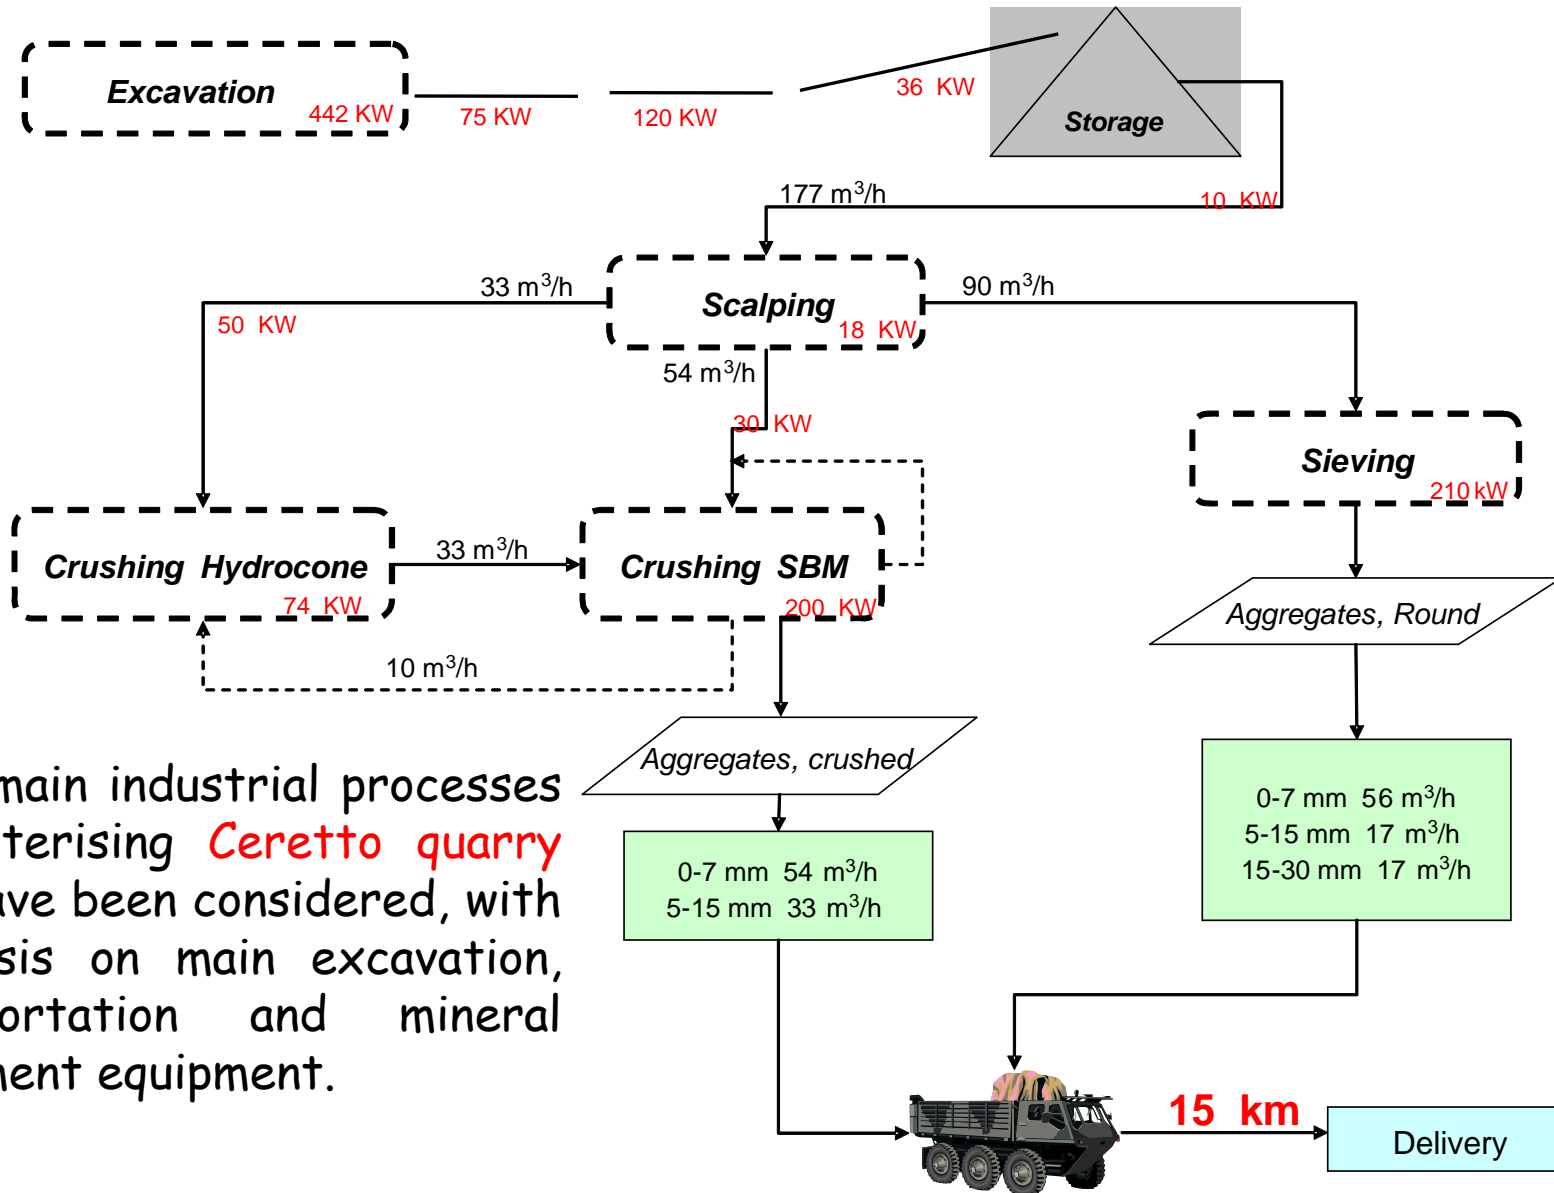 Excavation
442 KW
75 KW
120 KW
36 KW
Storage
177 m³/h
10 KW
33 m³/h
50 KW
Scalping
18 KW
90 m³/h
54 m³/h
30 KW
Sieving
210 kW
Crushing Hydrocone
74 KW
33 m³/h
Crushing SBM
200 KW
10 m³/h
Aggregates, Round
Aggregates, crushed
0-7 mm 56 m³/h
5-15 mm 17 m³/h
15-30 mm 17 m³/h
0-7 mm 54 m³/h
5-15 mm 33 m³/h
main industrial processes
terising Ceretto quarry
ave been considered, with
sis on main excavation,
ortation and mineral
ment equipment.
15 km
Delivery